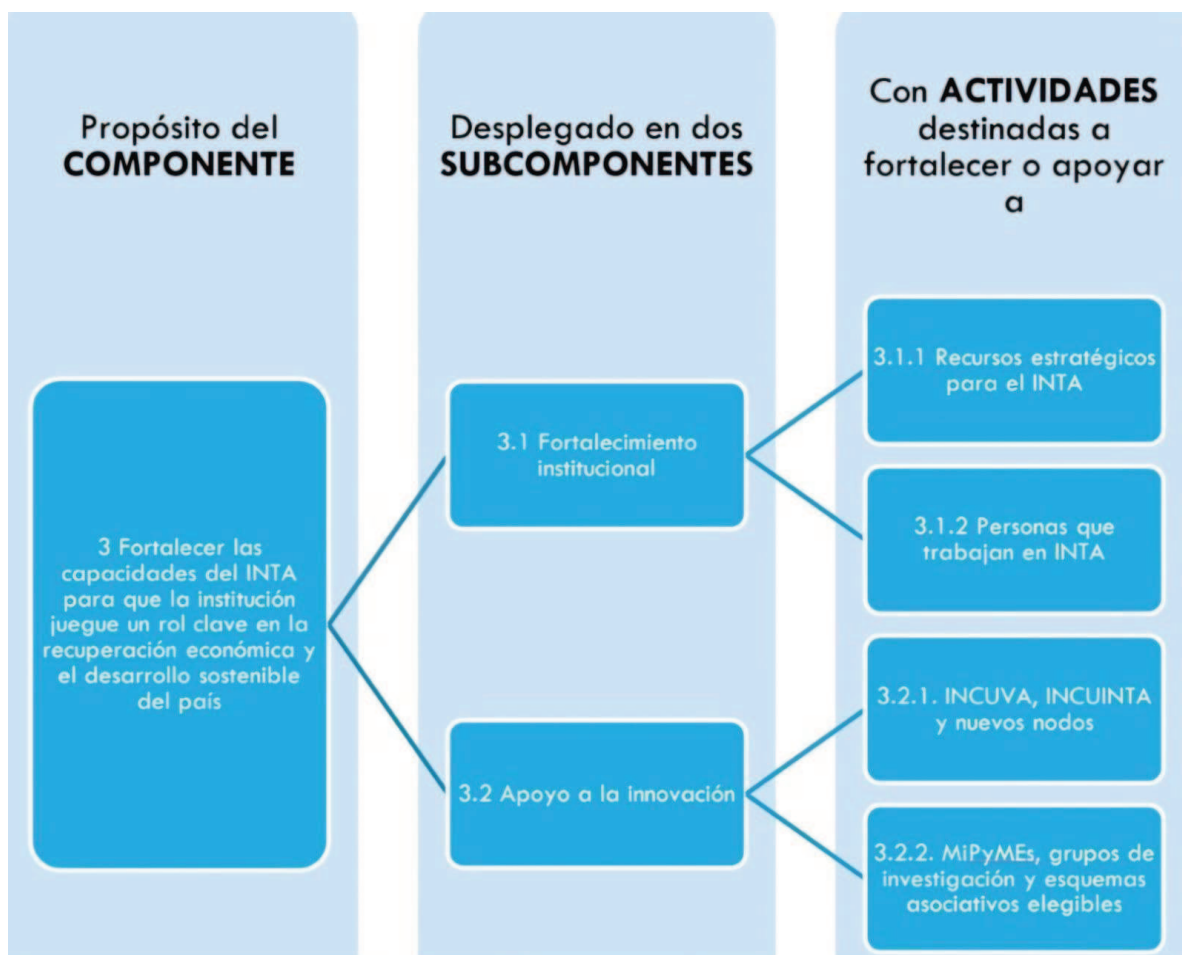 Propósito del
COMPONENTE
Desplegado en dos
SUBCOMPONENTES
Con ACTIVIDADES
destinadas a
fortalecer o apoyar
a
3 Fortalecer las
capacidades del INTA
para que la institución
juegue un rol clave en la
recuperación económica y
el desarrollo sostenible
del país
3.1 Fortalecimiento
institucional
3.2 Apoyo a la innovación
3.1.1 Recursos estratégicos
para el INTA
3.1.2 Personas que
trabajan en INTA
3.2.1. INCUVA, INCUINTA
y nuevos nodos
3.2.2. MiPyMEs, grupos de
investigación y esquemas
asociativos elegibles